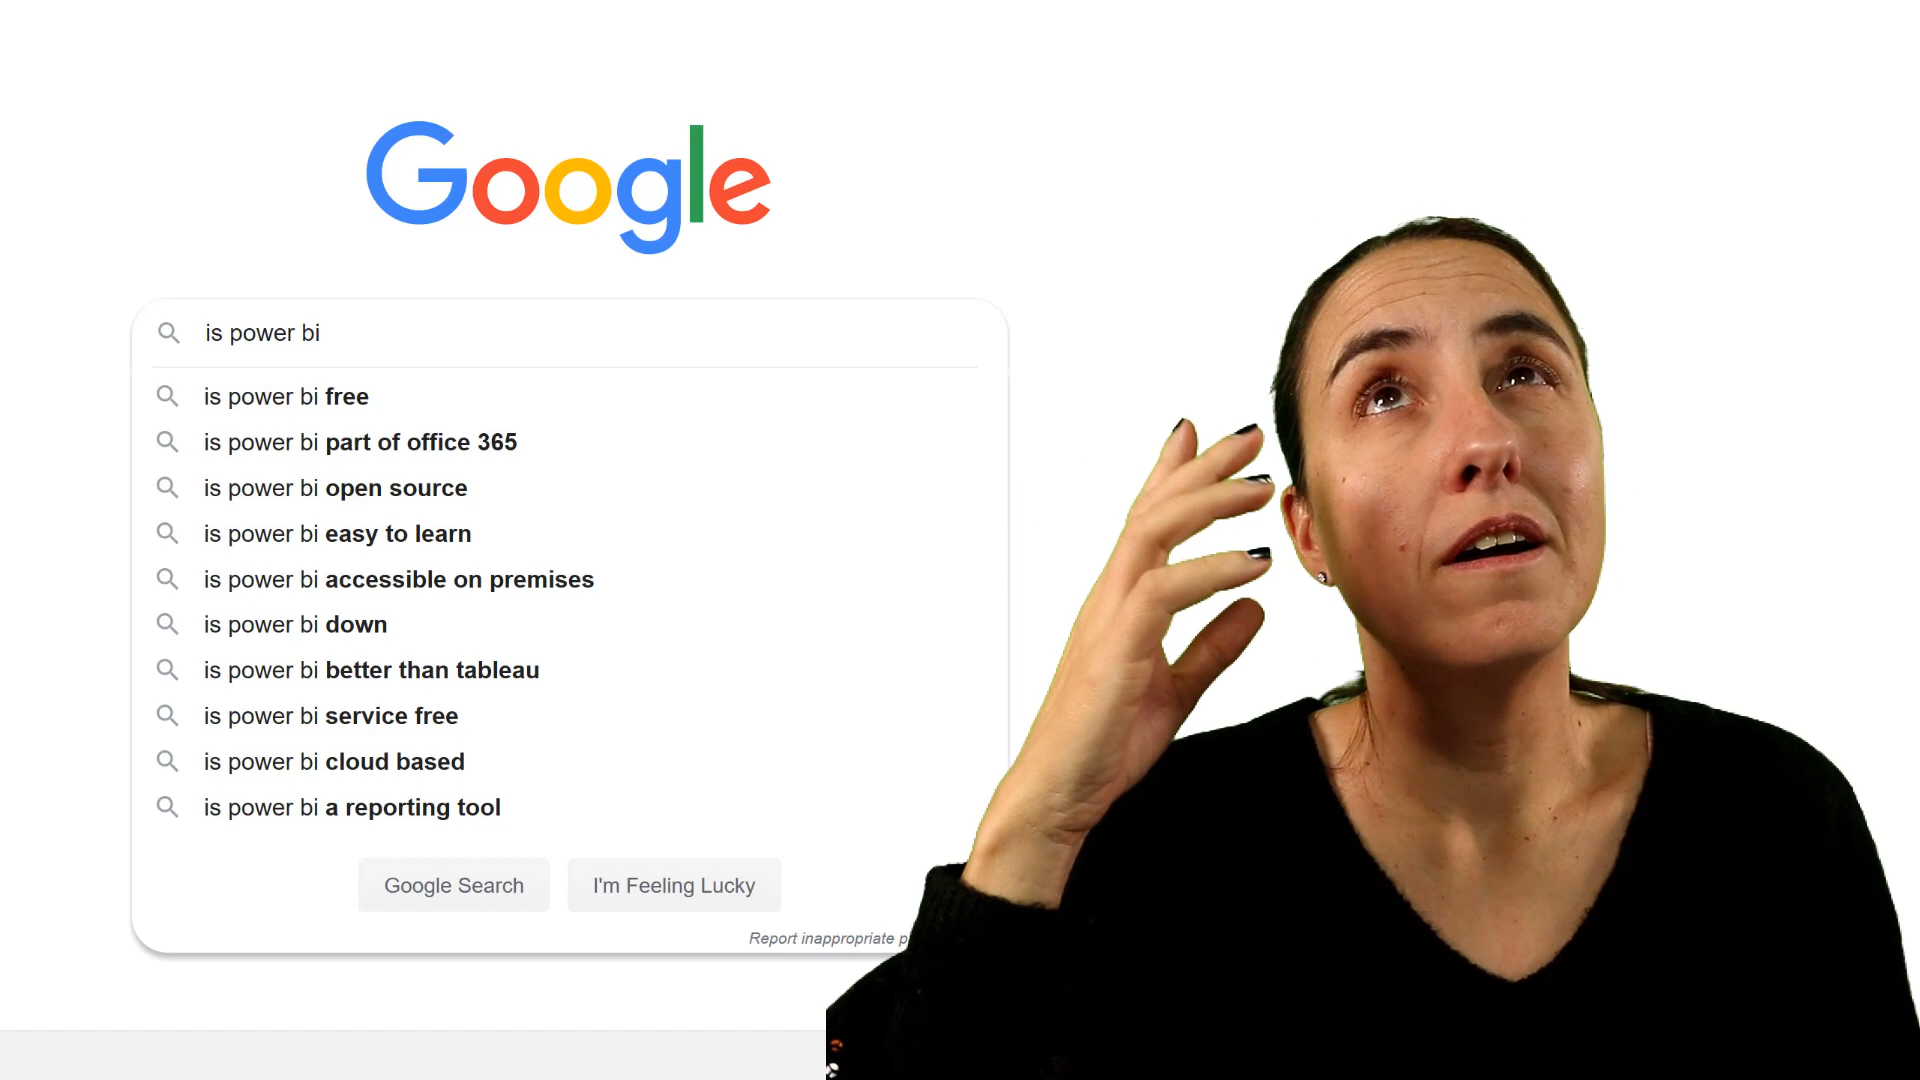 Google
is power bi
is power bi free
is power bi part of office 365
is power bi open source
is power bi easy to learn
is power bi accessible on premises
is power bi down
is power bi better than tableau
is power bi service free
is power bi cloud based
is power bi a reporting tool
Google Search
I'm Feeling Lucky
Report inappropriate